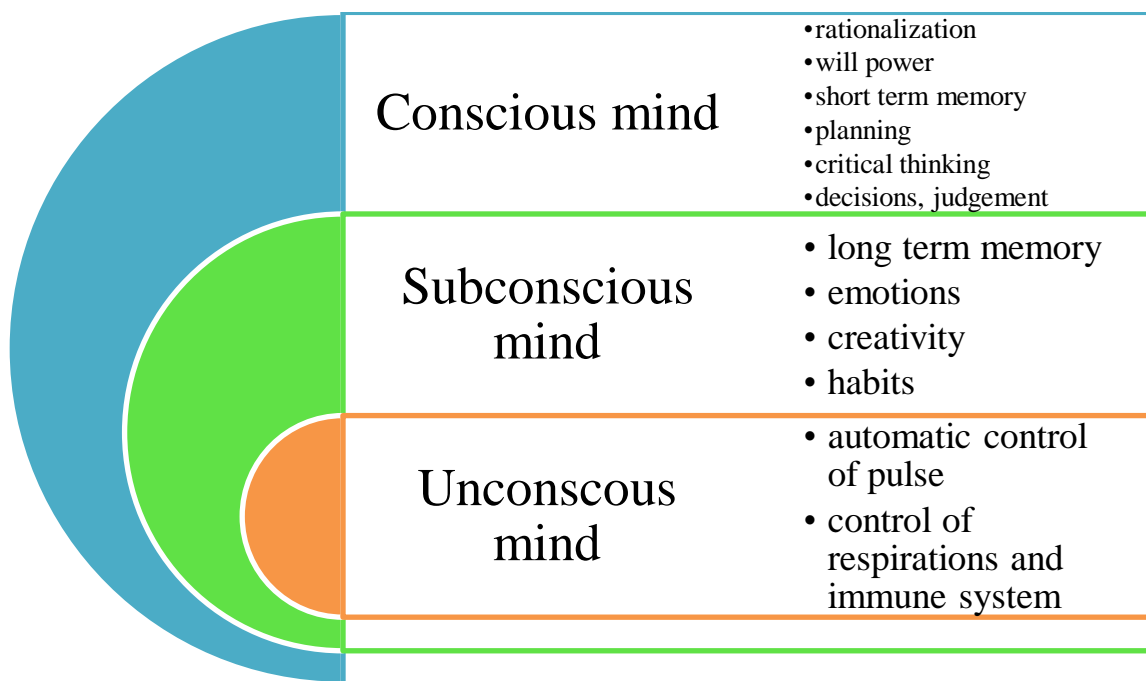 Conscious mind
•rationalization
•will power
•short term memory
•planning
•critical thinking
•decisions, judgement
Subconscious
mind
• long term memory
• emotions
• creativity
• habits
Unconscous
mind
• automatic control
of pulse
• control of
respirations and
immune system